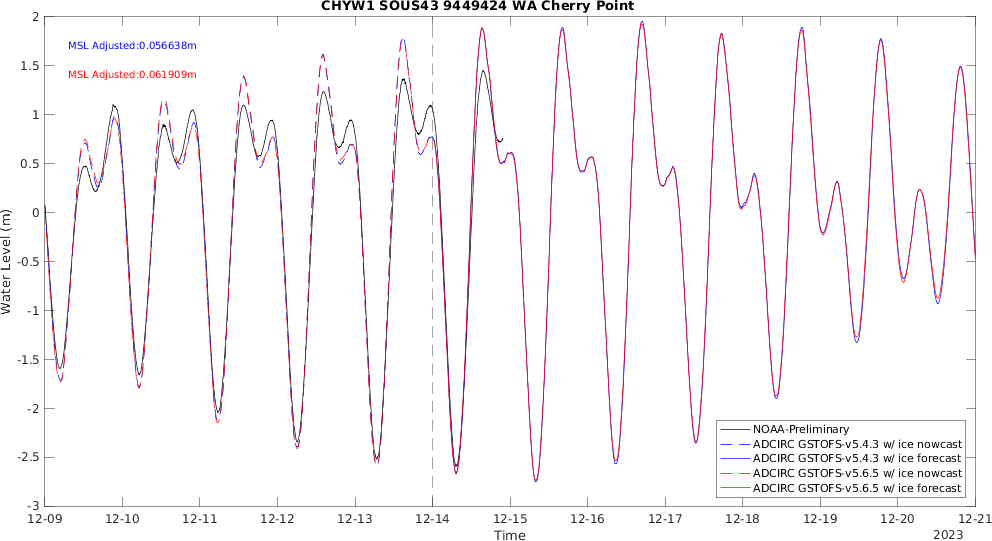 CHYW1 SOUS43 9449424 WA Cherry Point
MSL Adjusted:0.056638m
MSL Adjusted:0.061909m
2
1.5
1
0.5
0
-0.5
-1
-1.5
-2
-2.5
-3
Water Level (m)
NOAA-Preliminary
ADCIRC GSTOFS-v5.4.3 w/ ice nowcast
ADCIRC GSTOFS-v5.4.3 w/ ice forecast
ADCIRC GSTOFS-v5.6.5 w/ ice nowcast
ADCIRC GSTOFS-v5.6.5 w/ ice forecast
12-09 12-10 12-11 12-12 12-13 12-14 12-15 12-16 12-17 12-18 12-19 12-20 12-21
Time
2023